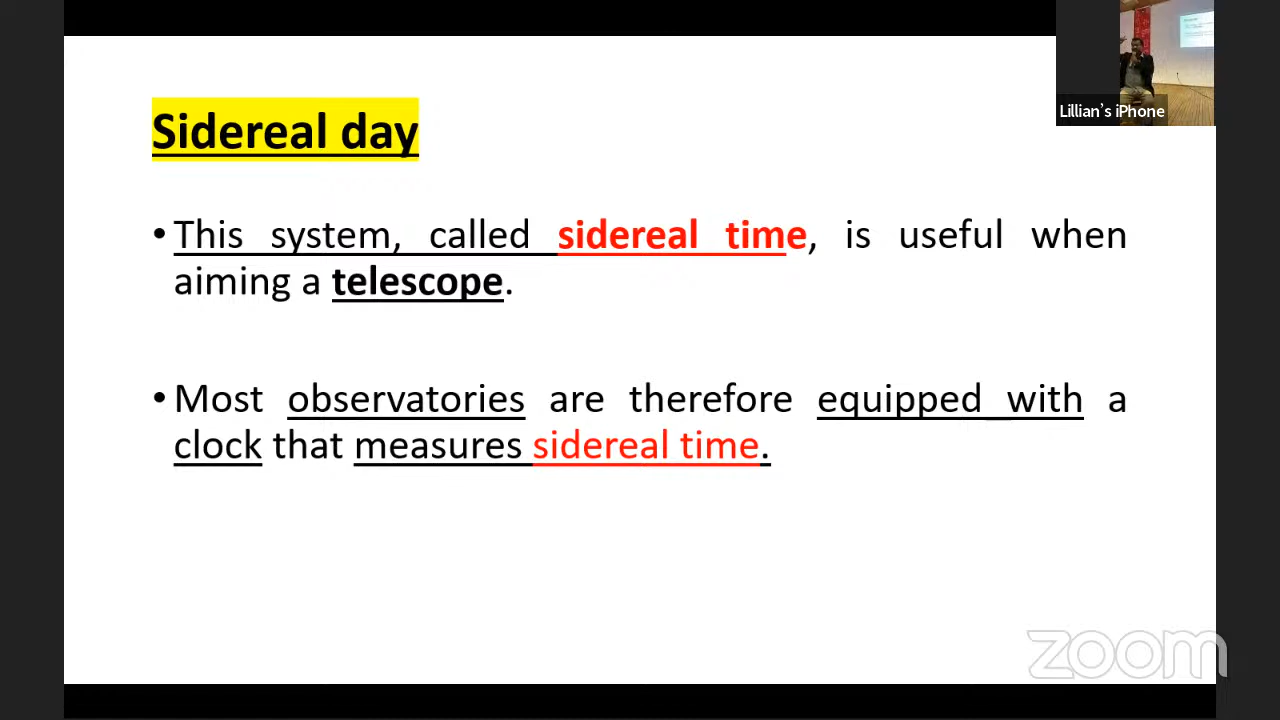 Sidereal day
• This system, called sidereal time, is useful when
aiming a telescope.
• Most observatories are therefore equipped with a
clock that measures sidereal time.
Lillian's iPhone
zoom